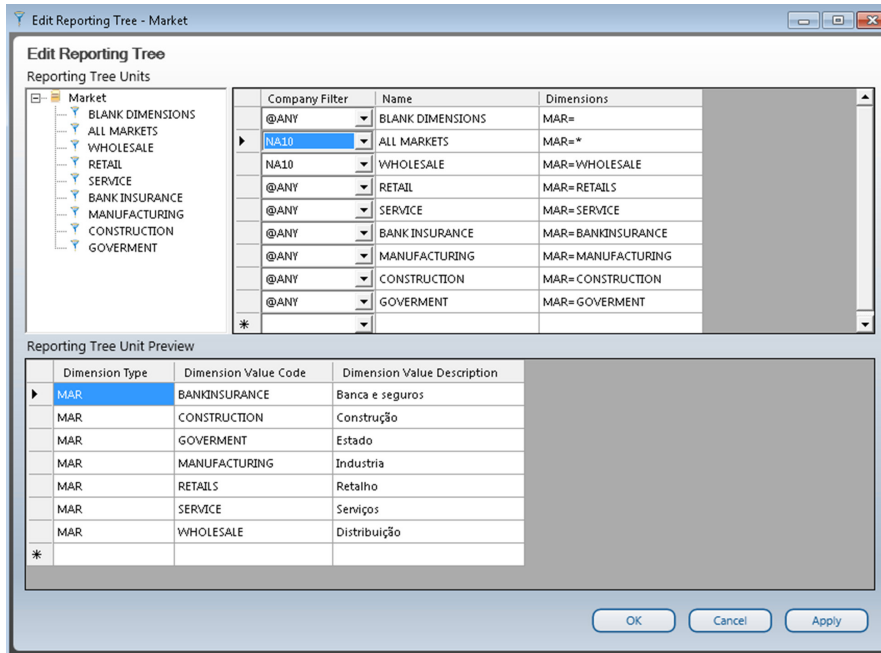 Edit Reporting Tree - Market
Edit Reporting Tree
Reporting Tree Units
Market
BLANK DIMENSIONS
ALL MARKETS
WHOLESALE
RETAIL
SERVICE
BANK INSURANCE
MANUFACTURING
CONSTRUCTION
GOVERMENT
Company Filter Name Dimensions
@ANY BLANK DIMENSIONS MAR=
NA10 ALL MARKETS MAR=*
NA10 WHOLESALE MAR=WHOLESALE
@ANY RETAIL MAR=RETAILS
@ANY SERVICE MAR=SERVICE
@ANY BANK INSURANCE MAR=BANKINSURANCE
@ANY MANUFACTURING MAR=MANUFACTURING
@ANY CONSTRUCTION MAR=CONSTRUCTION
@ANY GOVERMENT MAR=GOVERMENT
*
Reporting Tree Unit Preview
Dimension Type Dimension Value Code Dimension Value Description
MAR BANKINSURANCE Banca e seguros
MAR CONSTRUCTION Construção
MAR GOVERMENT Estado
MAR MANUFACTURING Industria
MAR RETAILS Retalho
MAR SERVICE Serviços
MAR WHOLESALE Distribuição
*
OK Cancel Apply